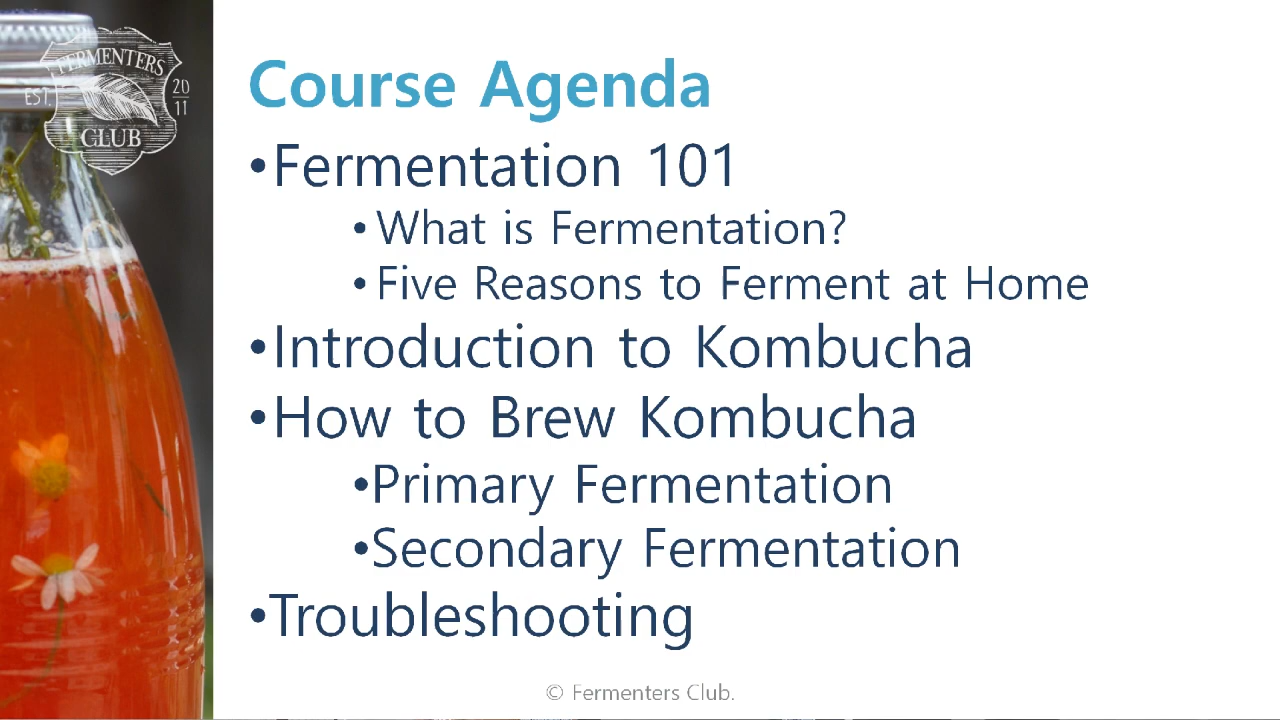 FERMENTERS
EST.
20
11
CLUB
Course Agenda
•Fermentation 101
• What is Fermentation?
• Five Reasons to Ferment at Home
•Introduction to Kombucha
•How to Brew Kombucha
•Primary Fermentation
•Secondary Fermentation
•Troubleshooting
© Fermenters Club.